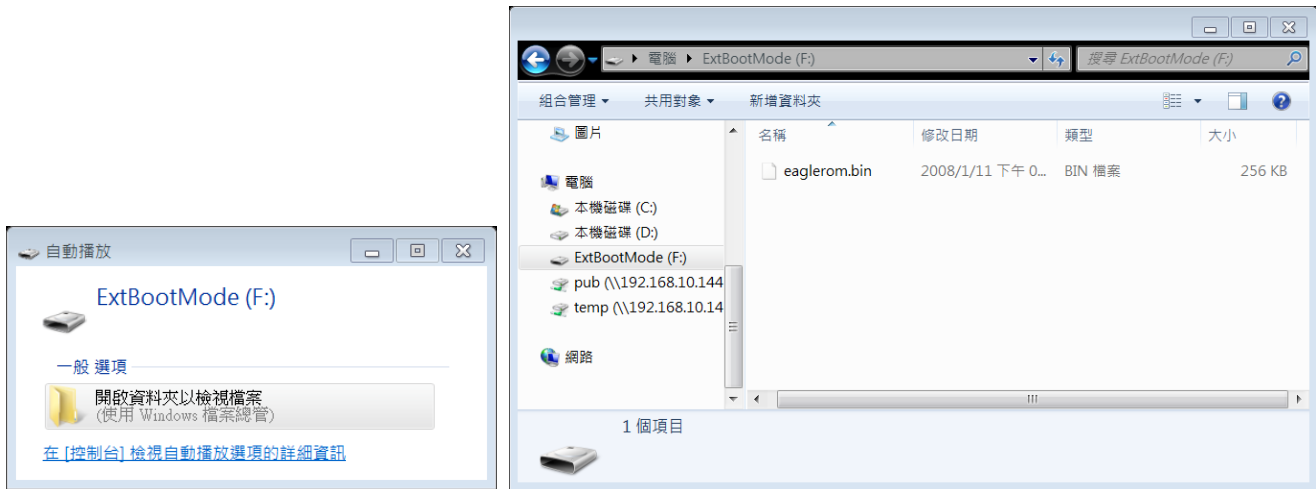 自動播放
ExtBootMode (F:)
一般 選項
開啟資料夾以檢視檔案
(使用 Windows 檔案總管)
在 [控制台] 檢視自動播放選項的詳細資訊
電腦 ExtBootMode (F:) 搜尋 ExtBootMode (F:)
組合管理 共用對象 新增資料夾
圖片
電腦
本機磁碟 (C:)
本機磁碟 (D:)
ExtBootMode (F:)
pub (\\192.168.10.144
temp (\\192.168.10.14
網路
名稱 修改日期 類型 大小
eaglerom.bin 2008/1/11 下午 0... BIN 檔案 256 KB
1 個項目